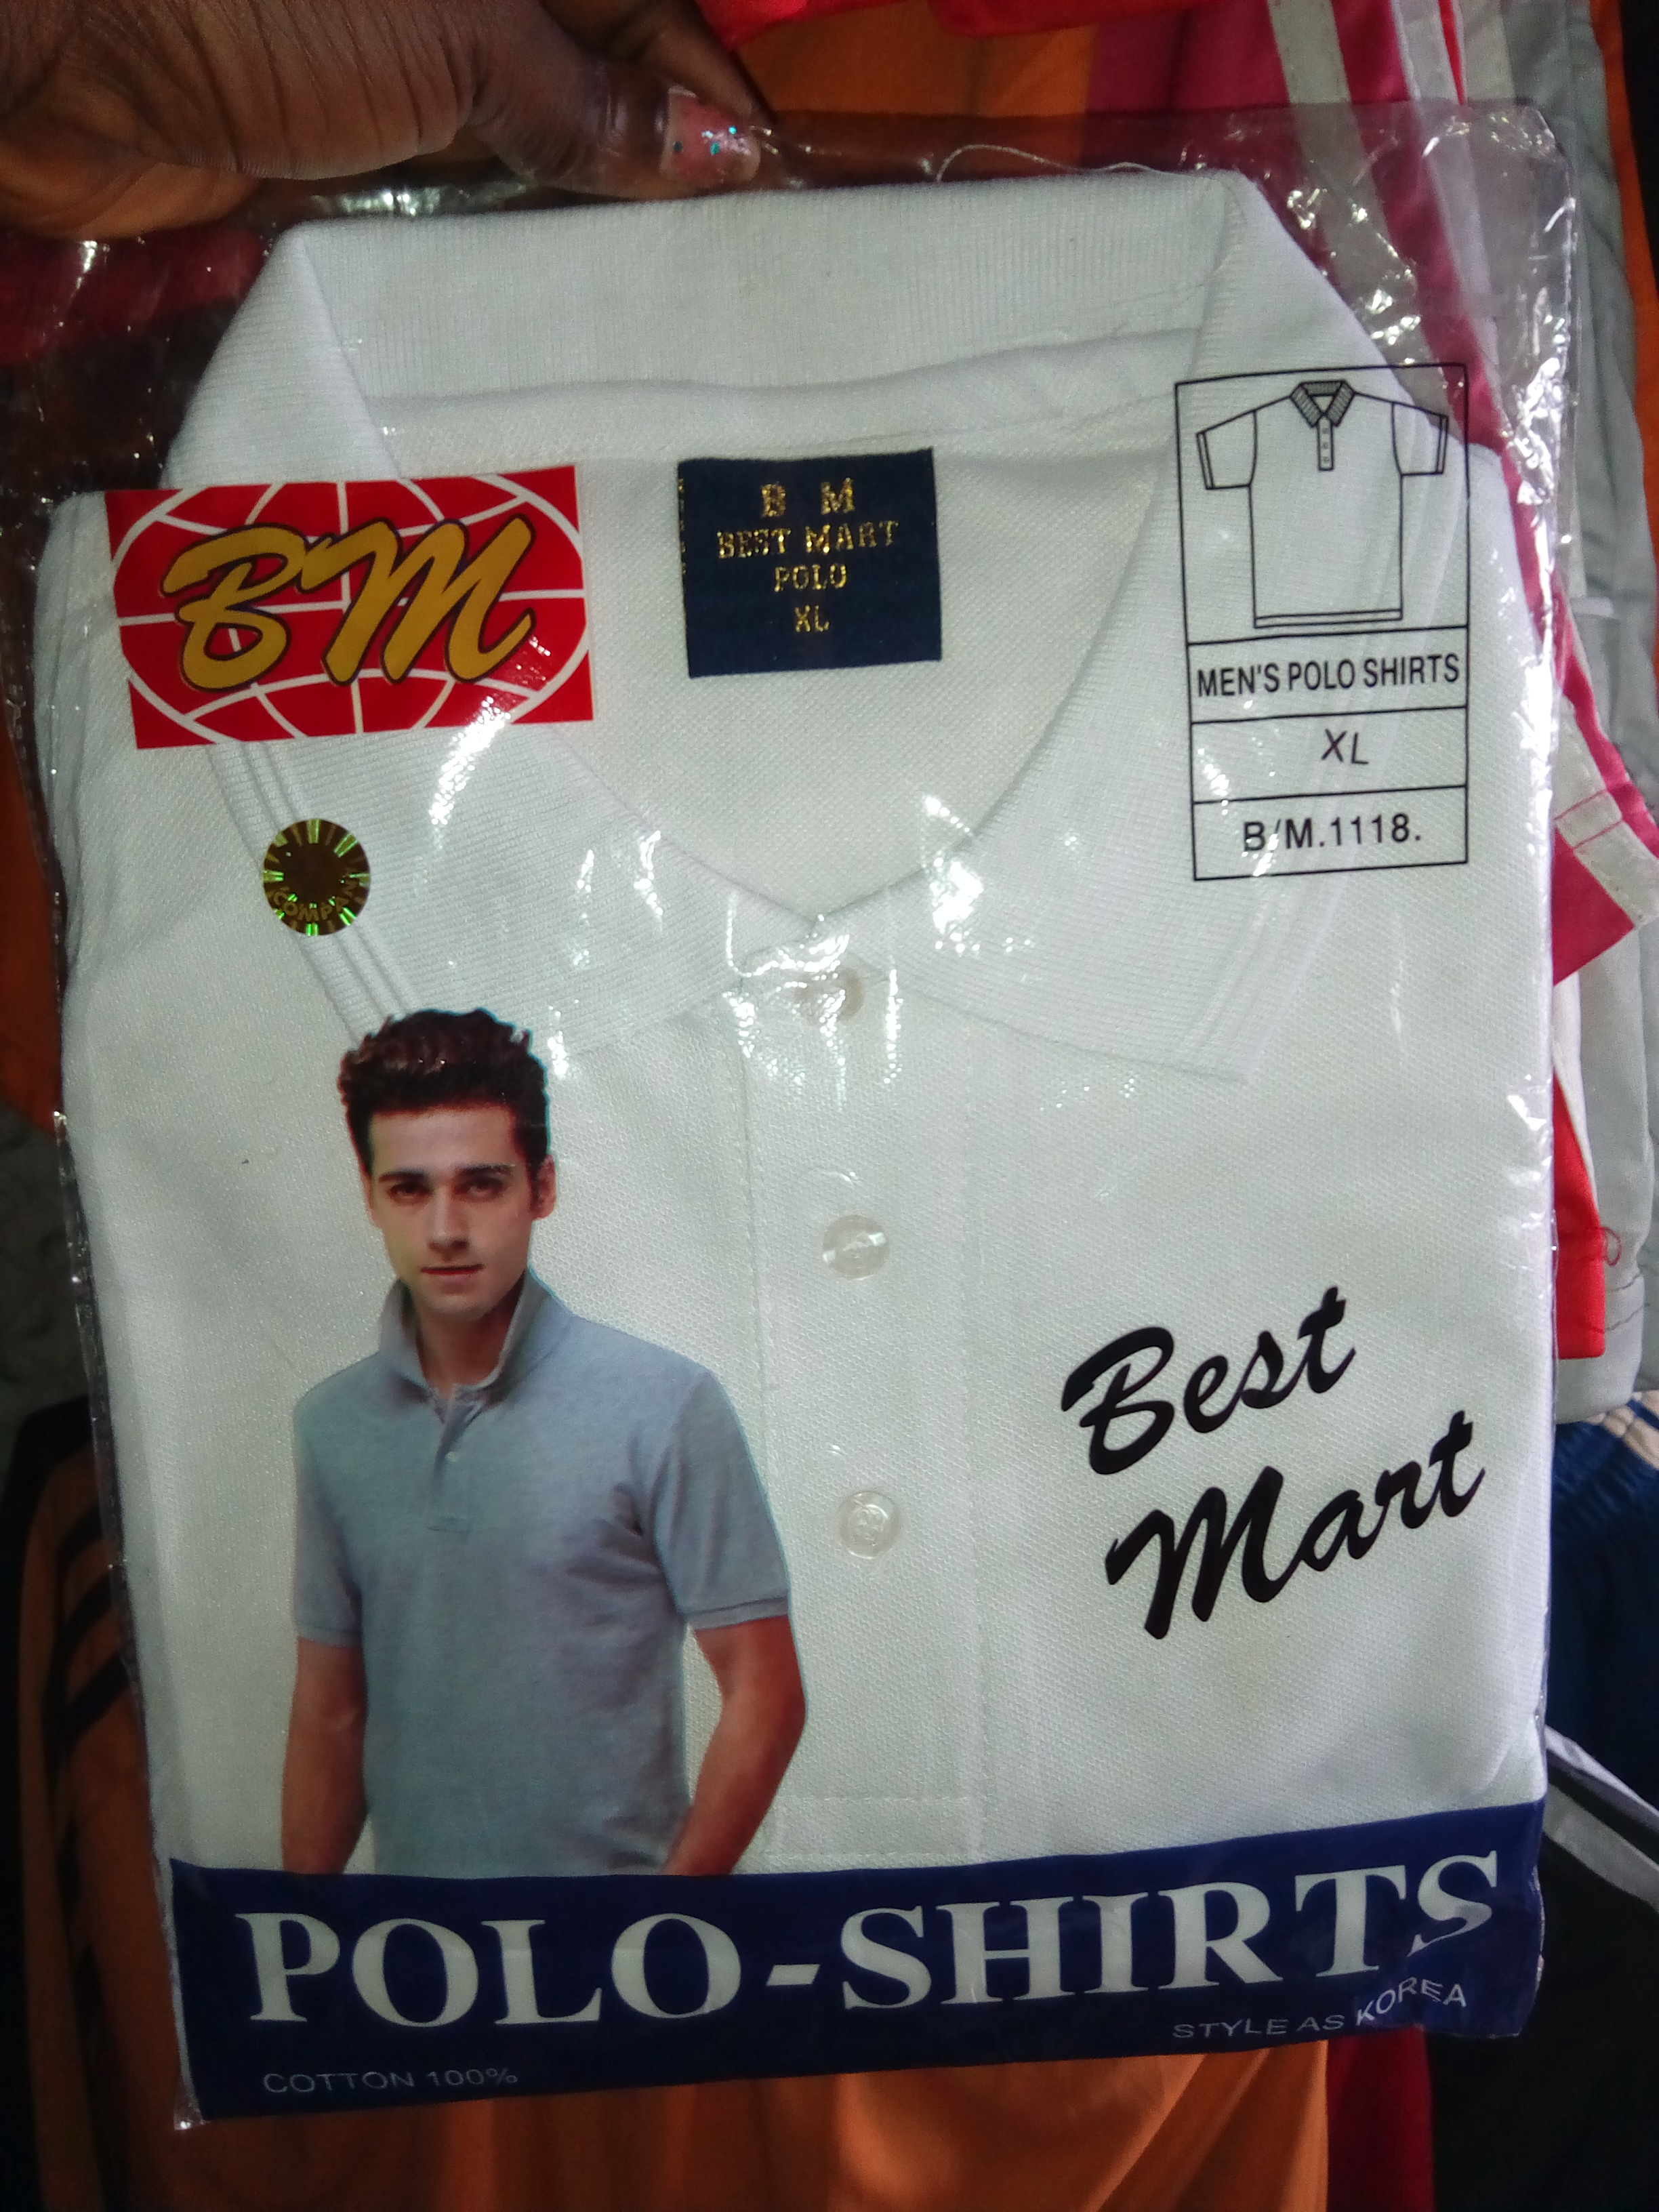 BM
B M
BEST MART
POLO
XL
MEN'S POLO SHIRTS
XL
B/M.1118.
Best
Mart
POLO-SHIRTS
STYLE AS KOREA
COTTON 100%